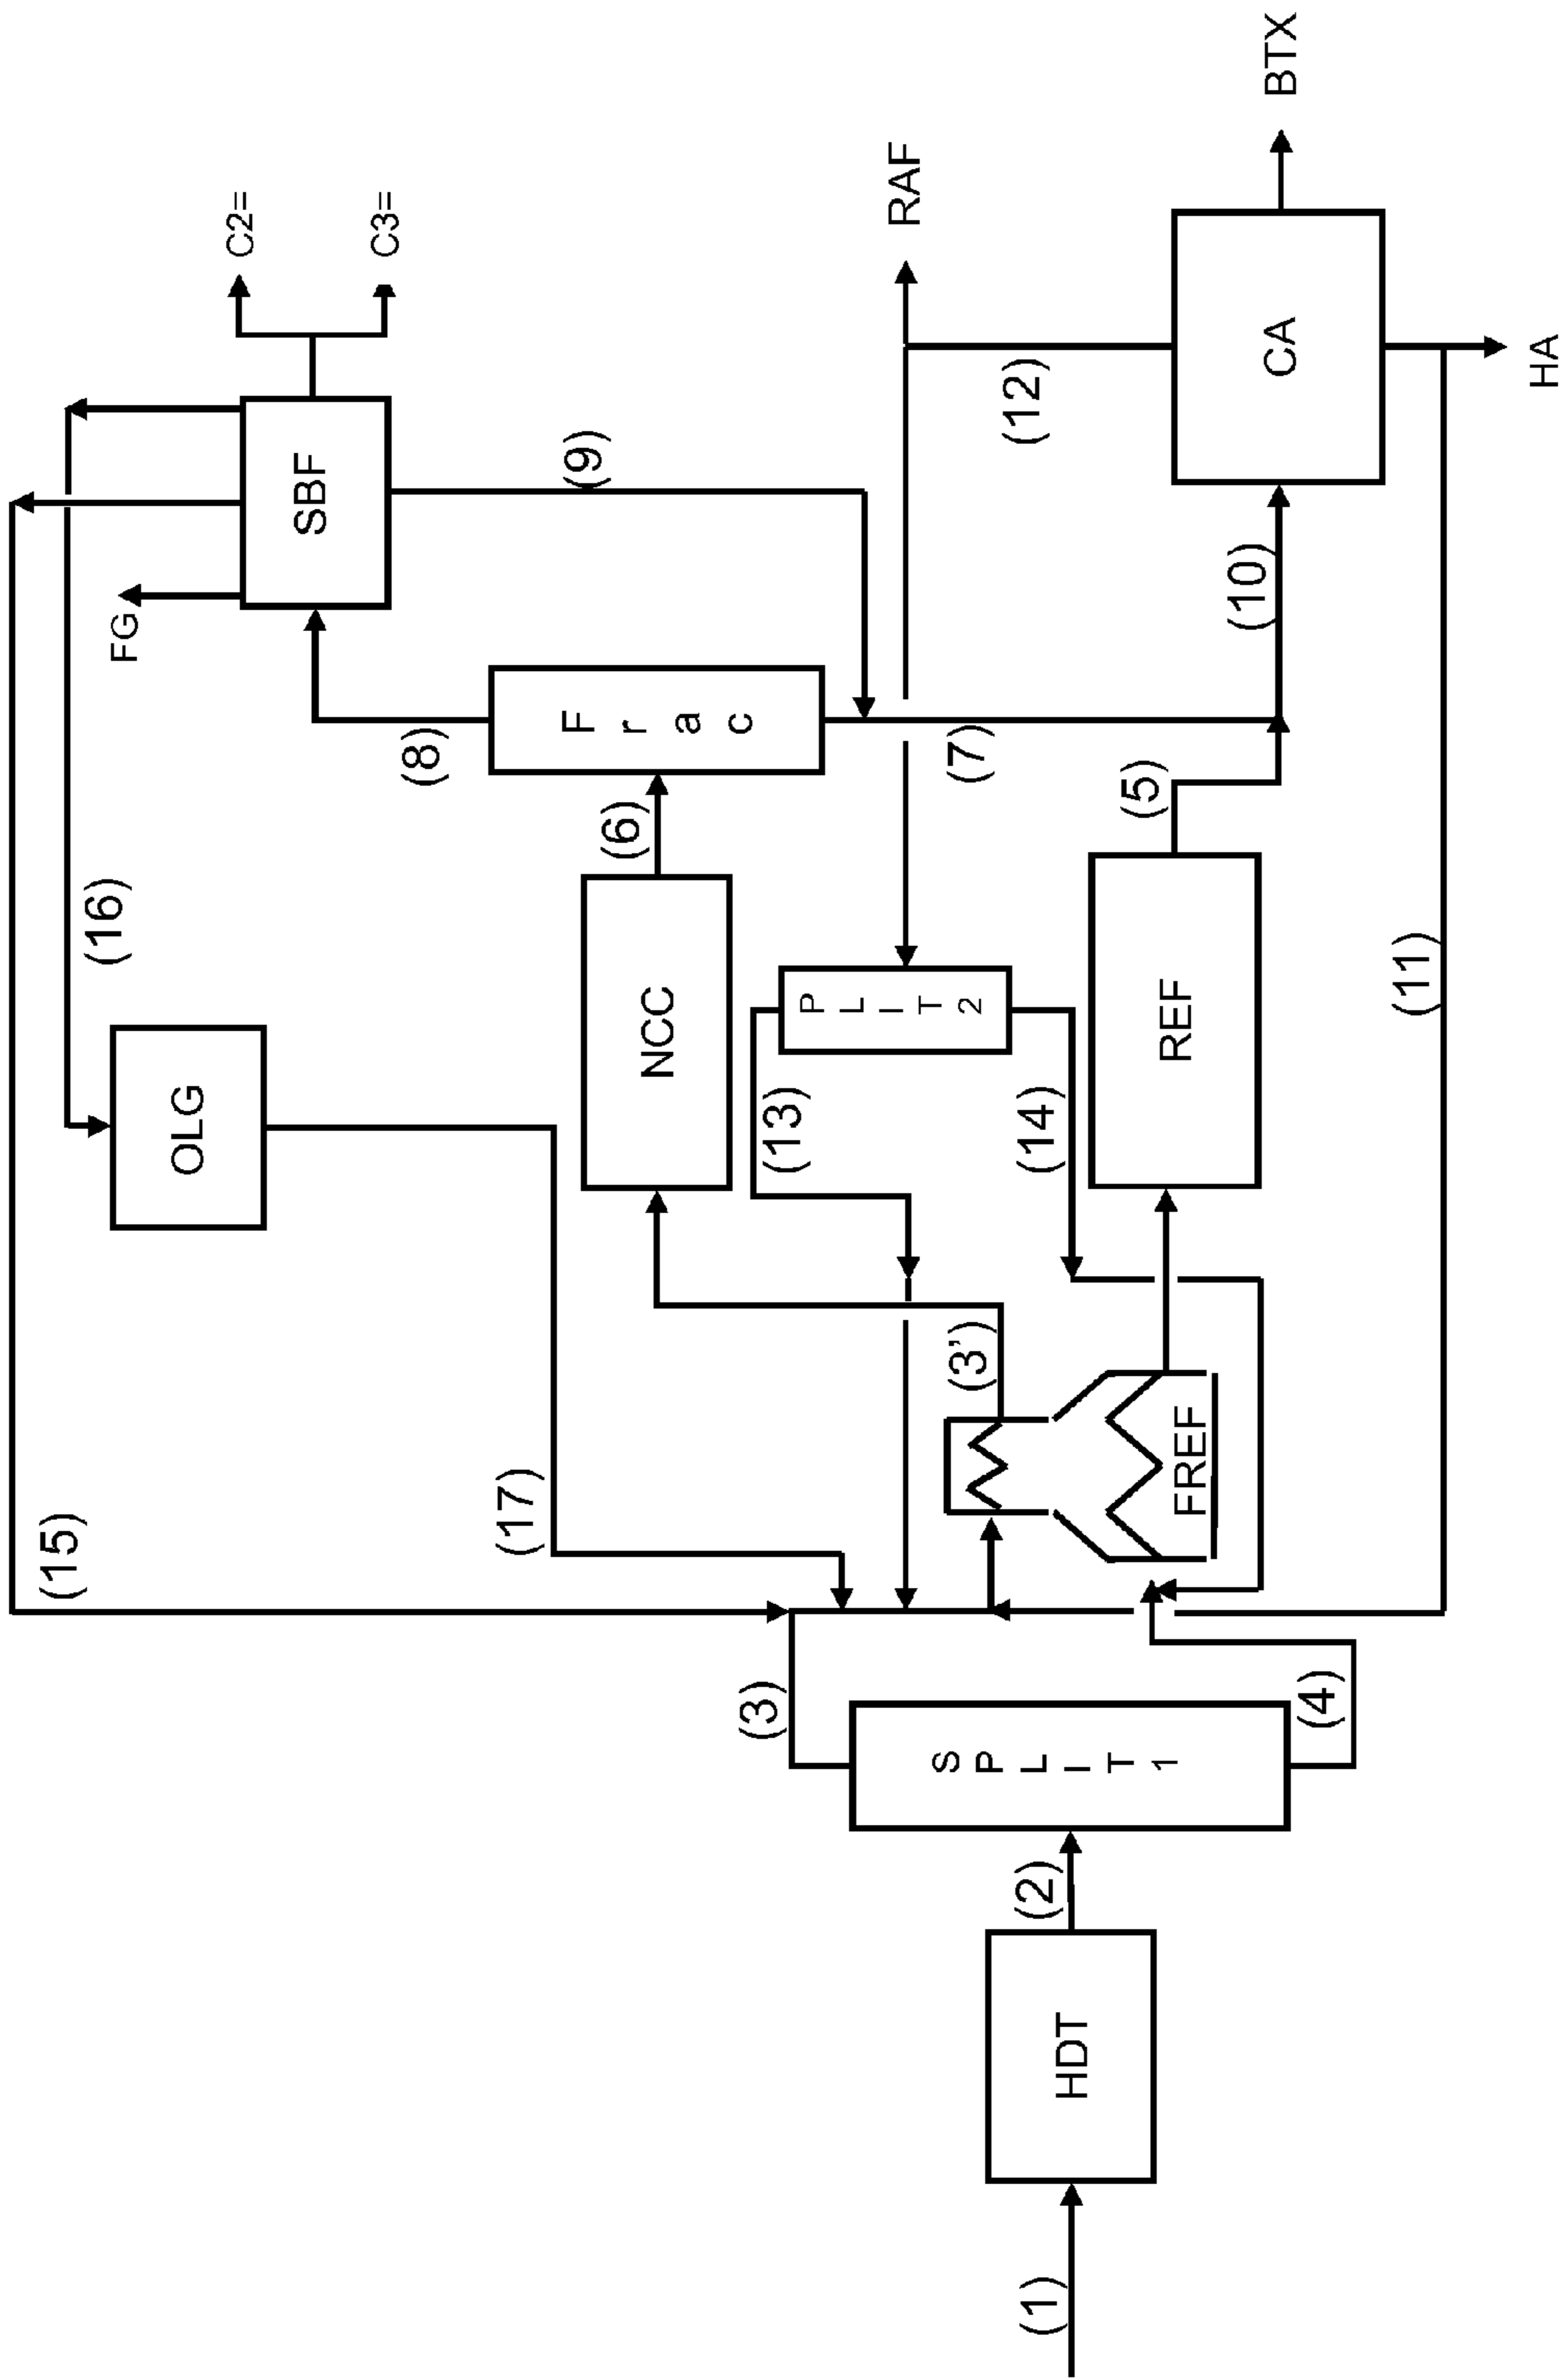 (15)
(16)
FG
OLG
SBF
C2=
C3=
(17)
(8)
(9)
NCC
(6)
Frac
(3)
(13)
PLIT2
(12)
RAF
(3')
(7)
(14)
(1)
HDT
(2)
SPLIT1
(4)
FREF
REF
(5)
(10)
CA
BTX
(11)
HA